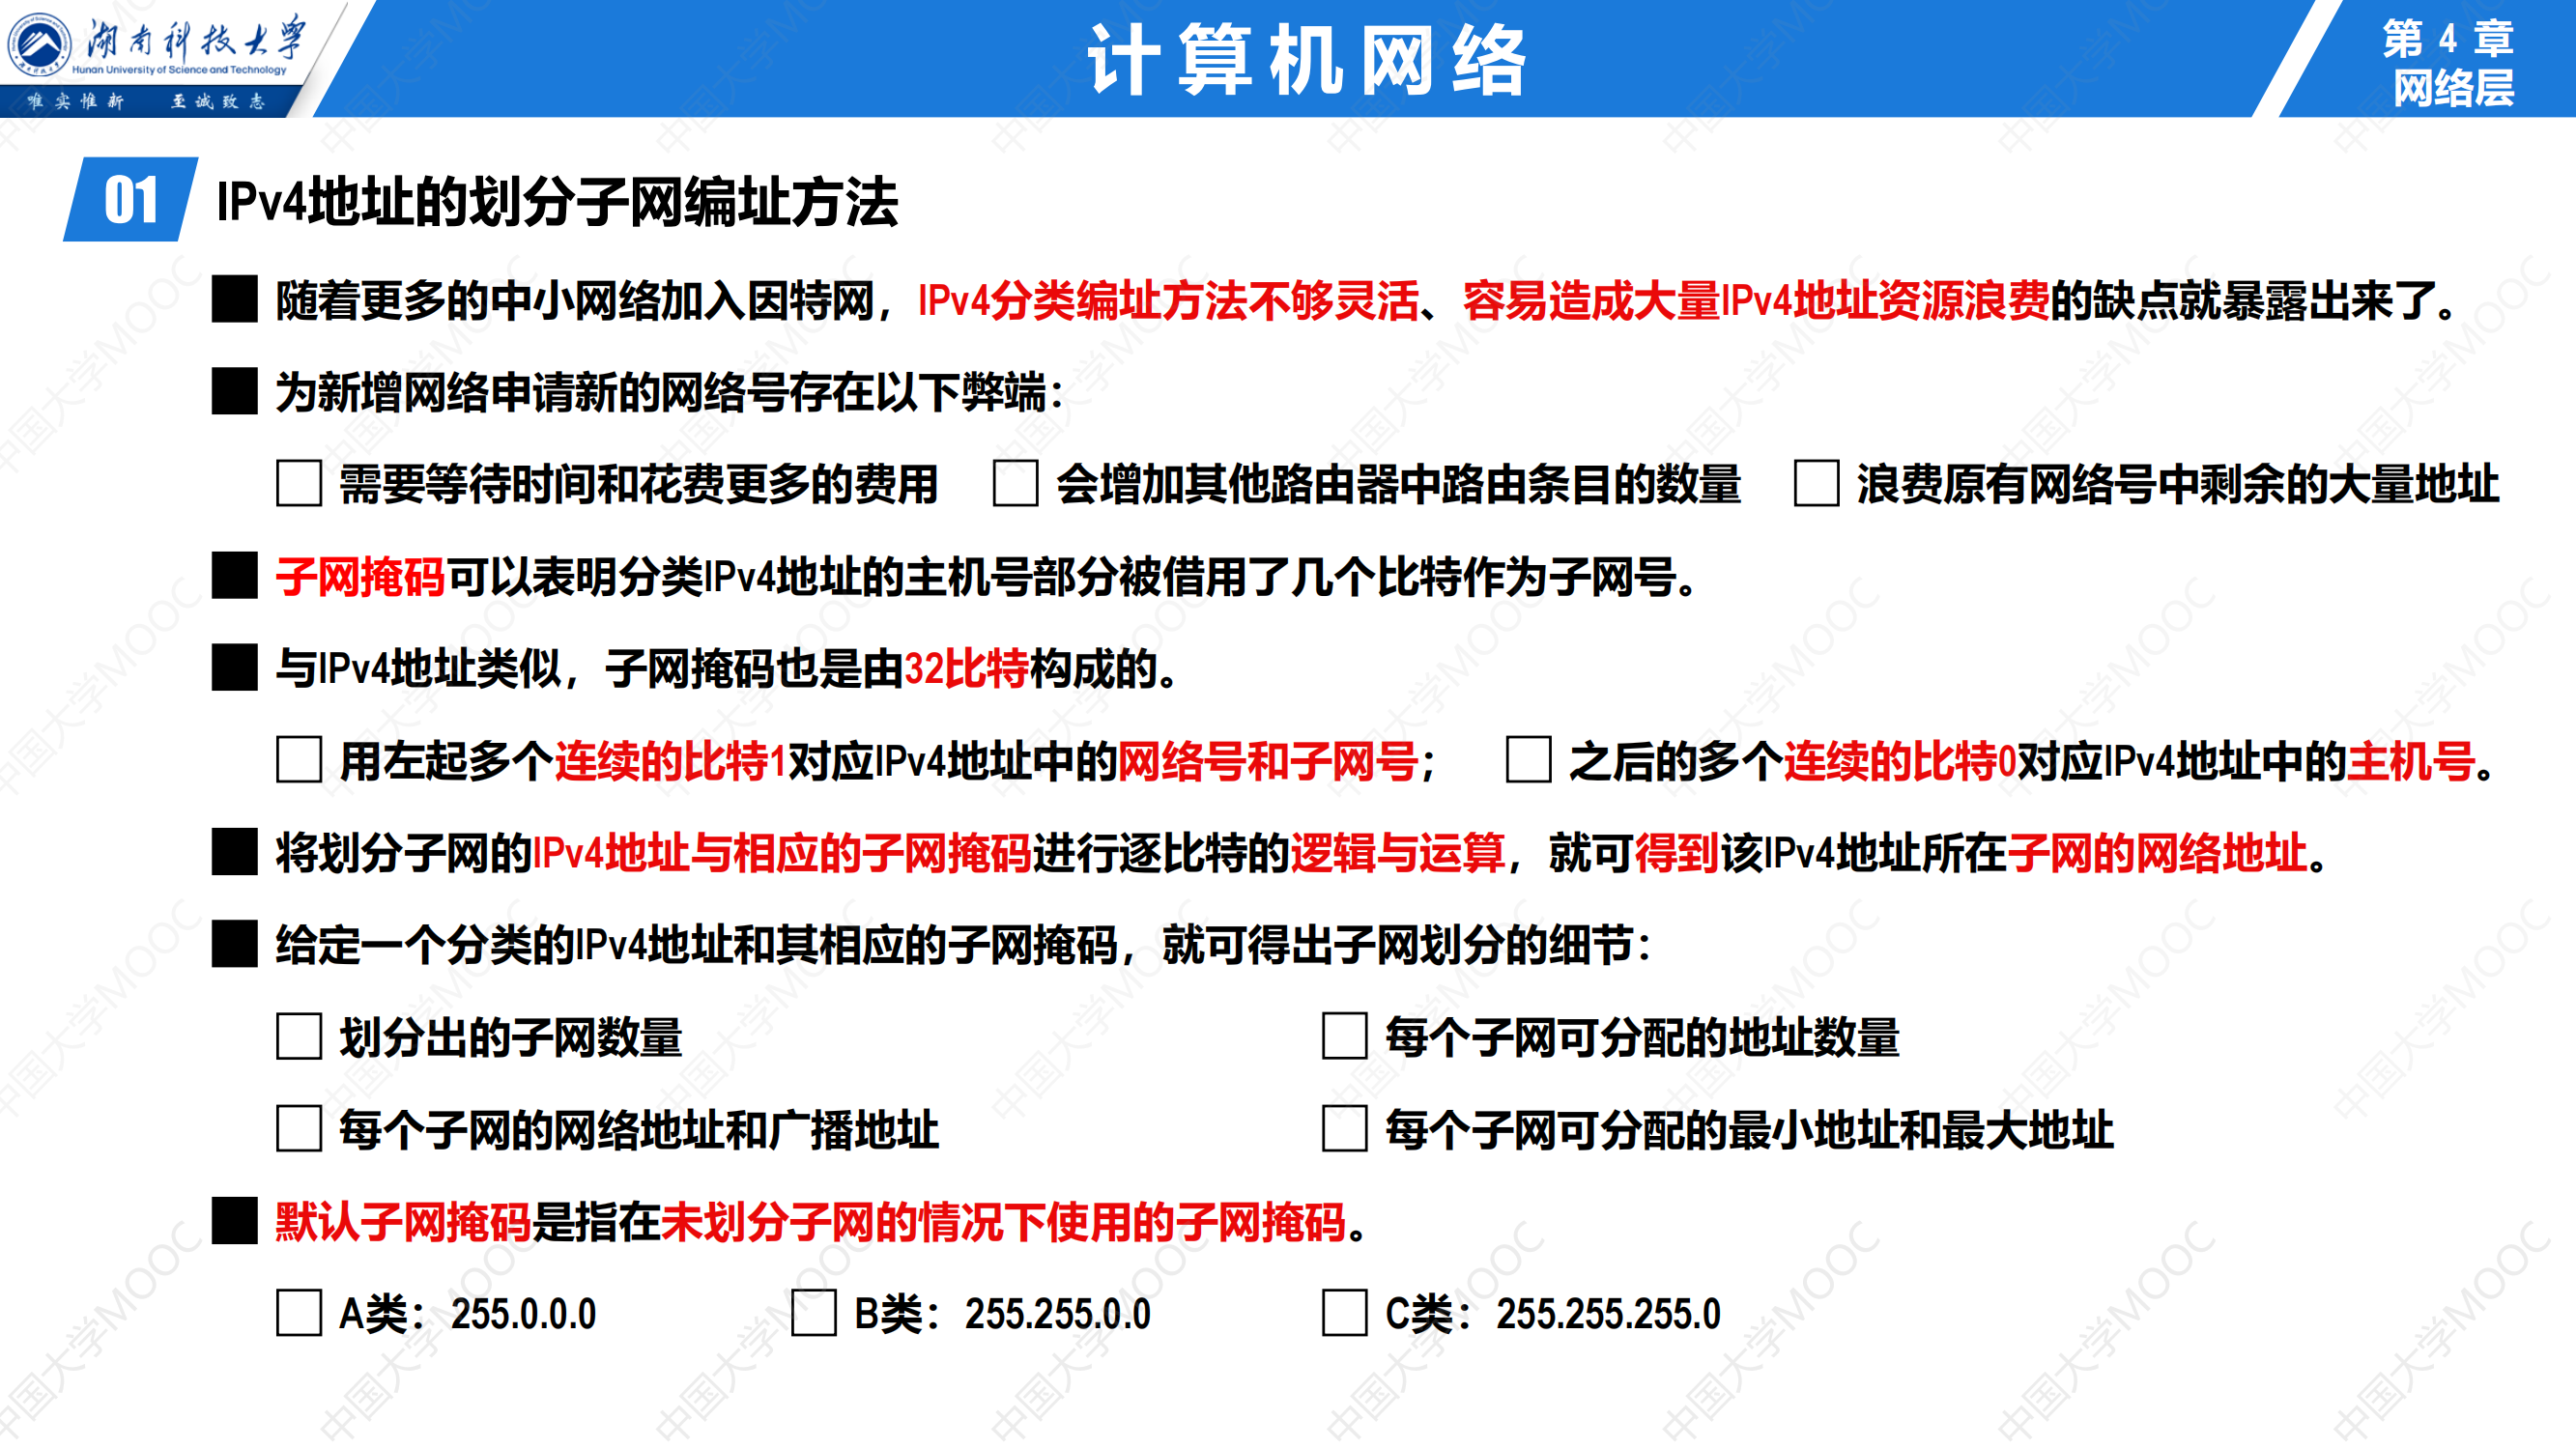 湖南科技大学
Hunan University of Science and Technology
唯实惟新 至诚致志
计算机网络
第 4 章
网络层
01 IPv4地址的划分子网编址方法
随着更多的中小网络加入因特网，IPv4分类编址方法不够灵活、容易造成大量IPv4地址资源浪费的缺点就暴露出来了。
为新增网络申请新的网络号存在以下弊端：
需要等待时间和花费更多的费用 会增加其他路由器中路由条目的数量 浪费原有网络号中剩余的大量地址
子网掩码可以表明分类IPv4地址的主机号部分被借用了几个比特作为子网号。
与IPv4地址类似，子网掩码也是由32比特构成的。
用左起多个连续的比特1对应IPv4地址中的网络号和子网号； 之后的多个连续的比特0对应IPv4地址中的主机号。
将划分子网的IPv4地址与相应的子网掩码进行逐比特的逻辑与运算，就可得到该IPv4地址所在子网的网络地址。
给定一个分类的IPv4地址和其相应的子网掩码，就可得出子网划分的细节：
划分出的子网数量 每个子网可分配的地址数量
每个子网的网络地址和广播地址 每个子网可分配的最小地址和最大地址
默认子网掩码是指在未划分子网的情况下使用的子网掩码。
A类：255.0.0.0 B类：255.255.0.0 C类：255.255.255.0
中国大学MOOC